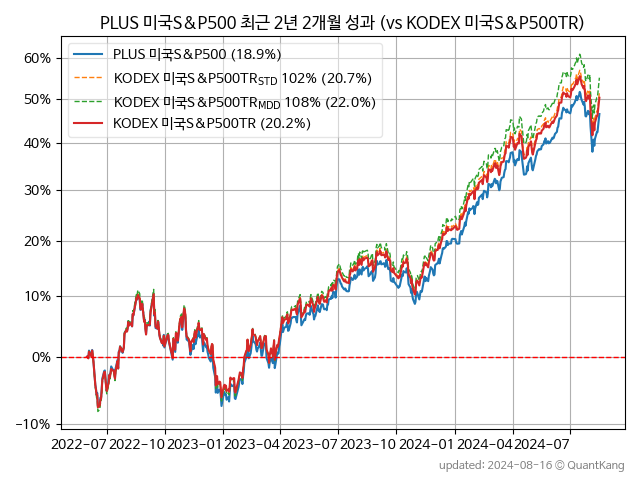 PLUS 미국S&P500 최근 2년 2개월 성과 (vs KODEX 미국S&P500TR)
PLUS 미국S&P500 (18.9%)
KODEX 미국S&P500TR_STD 102% (20.7%)
KODEX 미국S&P500TR_MDD 108% (22.0%)
KODEX 미국S&P500TR (20.2%)
60%
50%
40%
30%
20%
10%
0%
−10%
2022−07 2022−10 2023−01 2023−04 2023−07 2023−10 2024−01 2024−04 2024−07
updated: 2024-08-16 © QuantKang